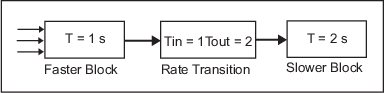 T = 1 s
Tin = 1Tout = 2
T = 2 s
Faster Block
Rate Transition
Slower Block